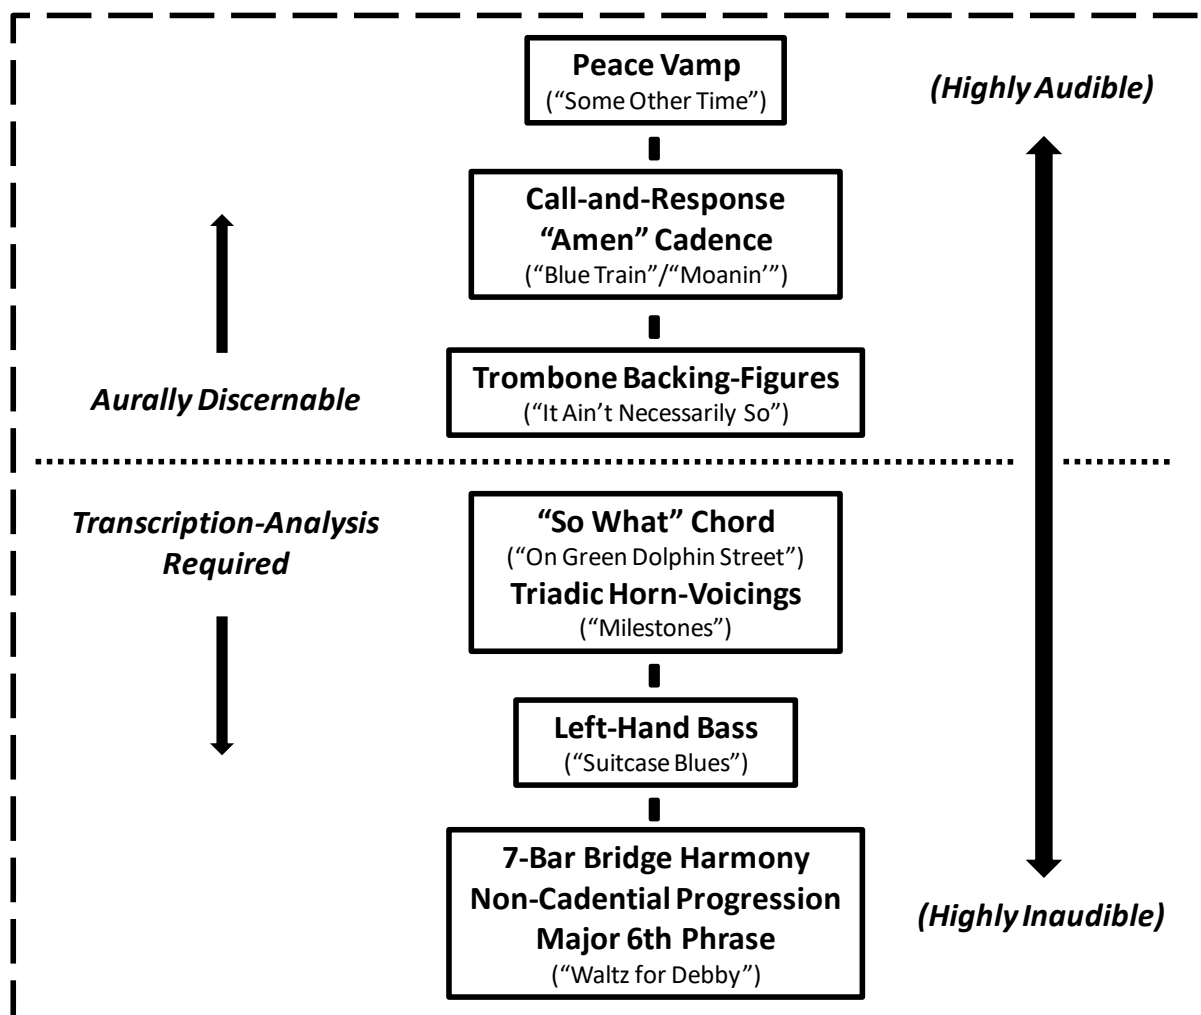 Peace Vamp
(“Some Other Time”)
(Highly Audible)
Call-and-Response
“Amen” Cadence
(“Blue Train”/“Moanin’”)
Trombone Backing-Figures
(“It Ain’t Necessarily So”)
Aurally Discernable
Transcription-Analysis
Required
“So What” Chord
(“On Green Dolphin Street”)
Triadic Horn-Voicings
(“Milestones”)
Left-Hand Bass
(“Suitcase Blues”)
7-Bar Bridge Harmony
Non-Cadential Progression
Major 6th Phrase
(“Waltz for Debby”)
(Highly Inaudible)